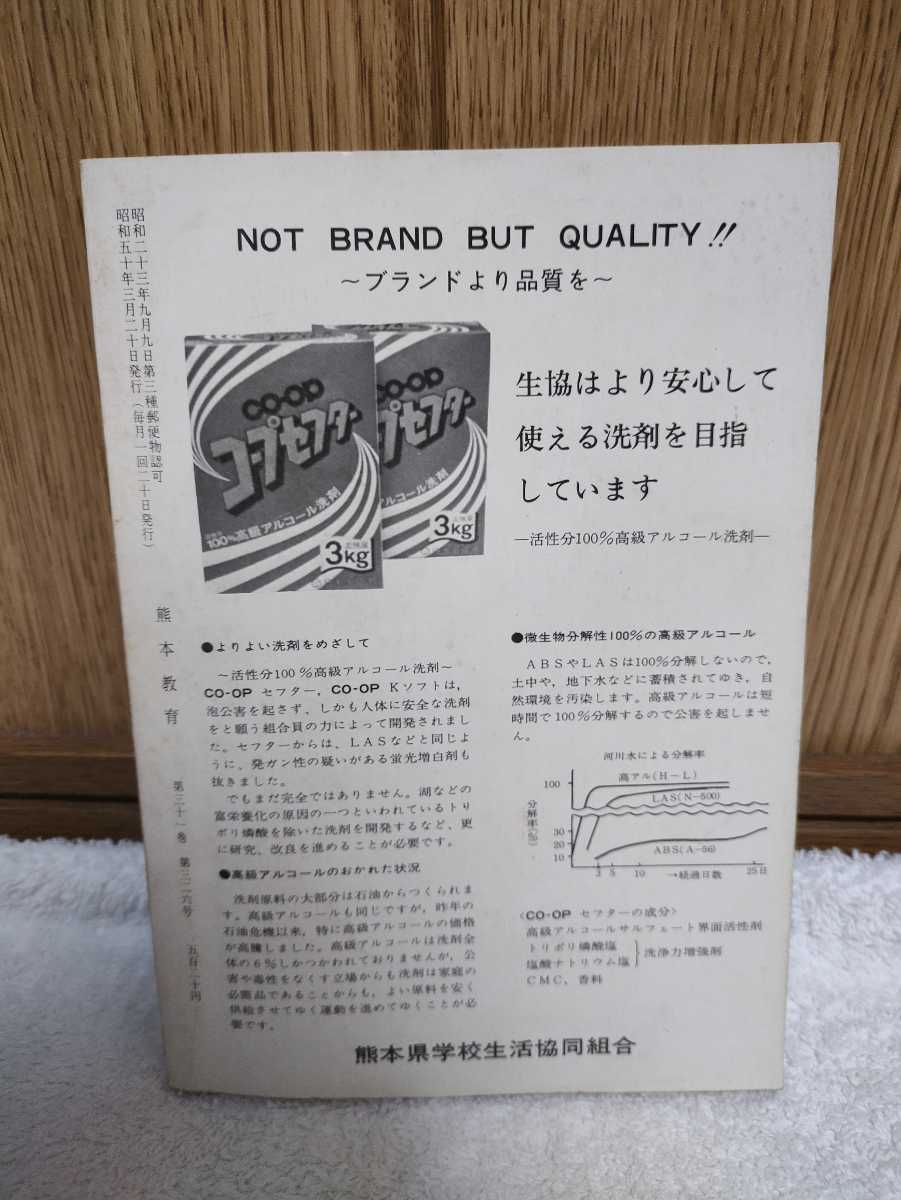 昭和二十三年九月九日第三種郵便物認可
昭和五十年三月二十日発行(毎月一回二十日発行)
熊本教育
第三十一巻 第三二六号
五百二十円
NOT BRAND BUT QUALITY!!
〜ブランドより品質を〜
CO-OP
コープセフター
100%高級アルコール洗剤
3kg
CO-OP
プセフター
アルコール洗剤
3kg
生協はより安心して
使える洗剤を目指
しています
—活性分100%高級アルコール洗剤—
●よりよい洗剤をめざして
〜活性分100%高級アルコール洗剤〜
CO-OP セフター,CO-OP Kソフトは,
泡公害を起さず、しかも人体に安全な洗剤
をと願う組合員の力によって開発されまし
た。セフターからは、LASなどと同じよ
うに、発ガン性の疑いがある蛍光増白剤も
抜きました。
でもまだ完全ではありません。湖などの
富栄養化の原因の一つといわれているトリ
ポリ燐酸を除いた洗剤を開発するなど、更
に研究、改良を進めることが必要です。
●高級アルコールのおかれた状況
洗剤原料の大部分は石油からつくられま
す。高級アルコールも同じですが,昨年の
石油危機以来,特に高級アルコールの価格
が高騰しました。高級アルコールは洗剤全
体の6%しかつかわれておりませんが,公
害や毒性をなくす立場からも洗剤は家庭の
必需品であることからも,よい原料を安く
供給させてゆく運動を進めてゆくことが必
要です。
●微生物分解性100%の高級アルコール
ABSやLASは100%分解しないので,
土中や,地下水などに蓄積されてゆき,自
然環境を汚染します。高級アルコールは短
時間で100%分解するので公害を起しませ
ん。
河川水による分解率
高アル(H-L)
LAS(N-500)
ABS(A-56)
分解率(%)
100
30
20
10
3 5 10 →経過日数 25日
〈CO-OP セフターの成分〉
高級アルコールサルフェート界面活性剤
トリポリ燐酸塩
塩酸ナトリウム塩
}洗浄力増強剤
CMC,香料
熊本県学校生活協同組合